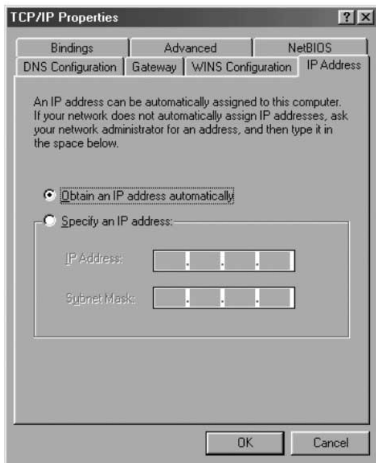 TCP/IP Properties
Bindings Advanced NetBIOS
DNS Configuration Gateway WINS Configuration IP Address
An IP address can be automatically assigned to this computer.
If your network does not automatically assign IP addresses, ask
your network administrator for an address, and then type it in
the space below.
Obtain an IP address automatically
Specify an IP address:
IP Address:
Subnet Mask:
OK Cancel